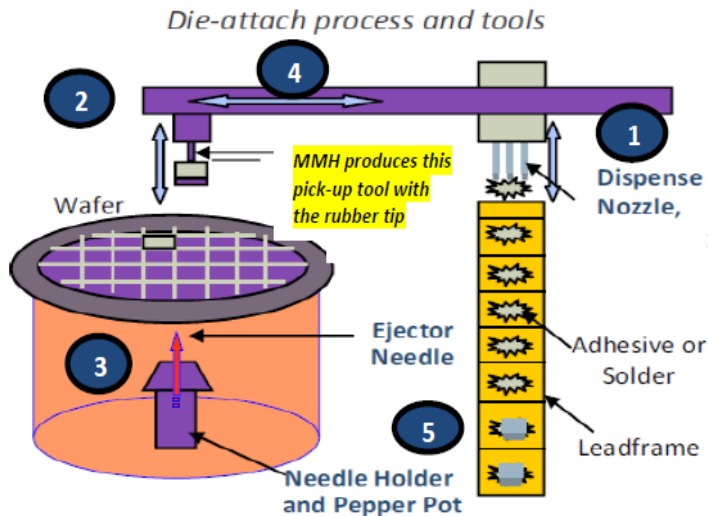 Die-attach process and tools
4
2
1
MMH produces this
pick-up tool with
the rubber tip
Dispense
Nozzle,
Wafer
Ejector
Needle
3
Adhesive or
Solder
5
Leadframe
Needle Holder
and Pepper Pot